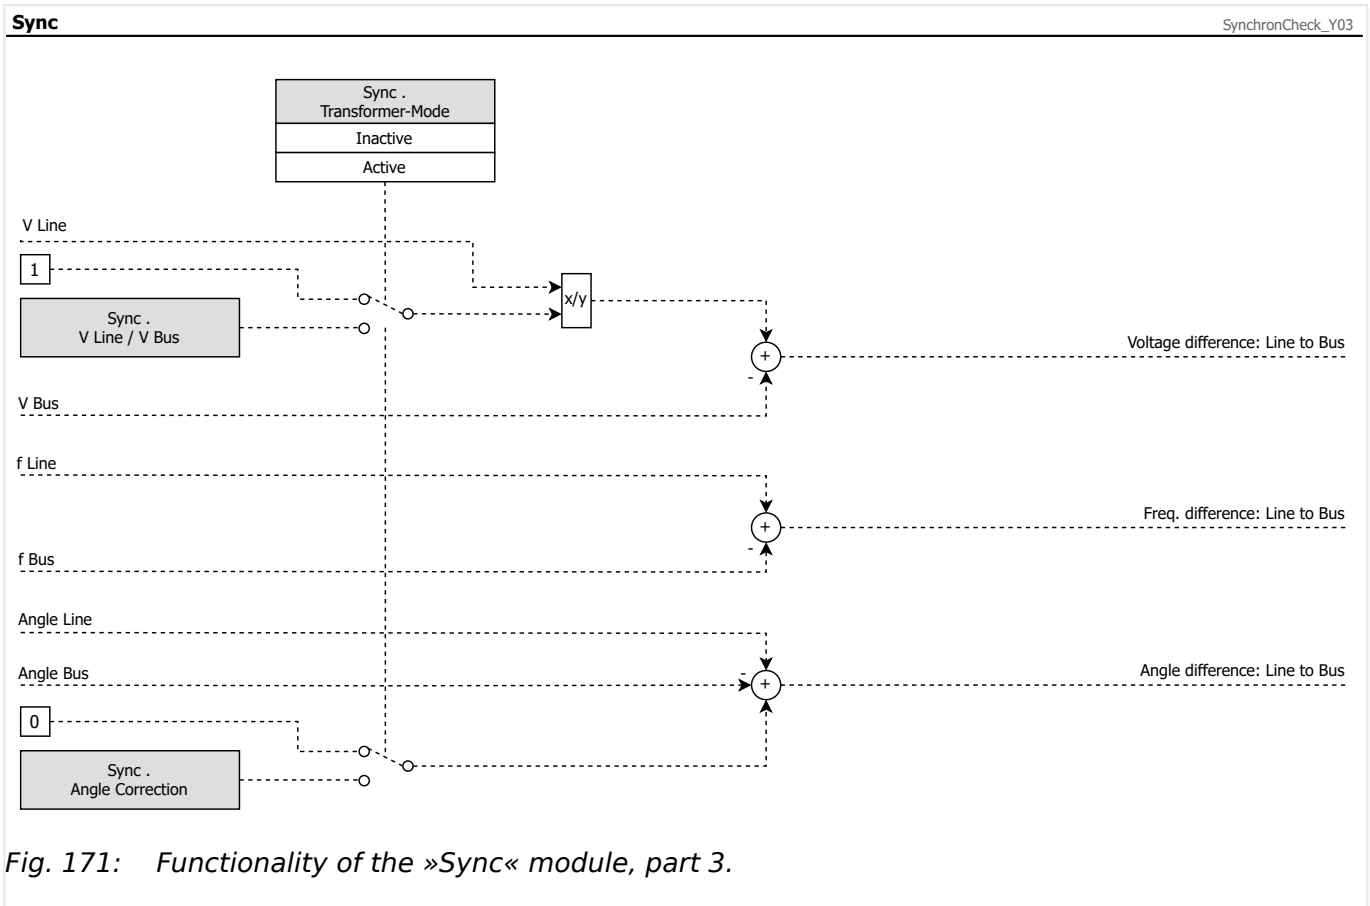 Sync
SynchronCheck_Y03
Sync .
Transformer-Mode
Inactive
Active
V Line
1
Sync .
V Line / V Bus
x/y
+
-
Voltage difference: Line to Bus
V Bus
f Line
+
-
Freq. difference: Line to Bus
f Bus
Angle Line
Angle Bus
-
+
Angle difference: Line to Bus
0
Sync .
Angle Correction
Fig. 171: Functionality of the »Sync« module, part 3.